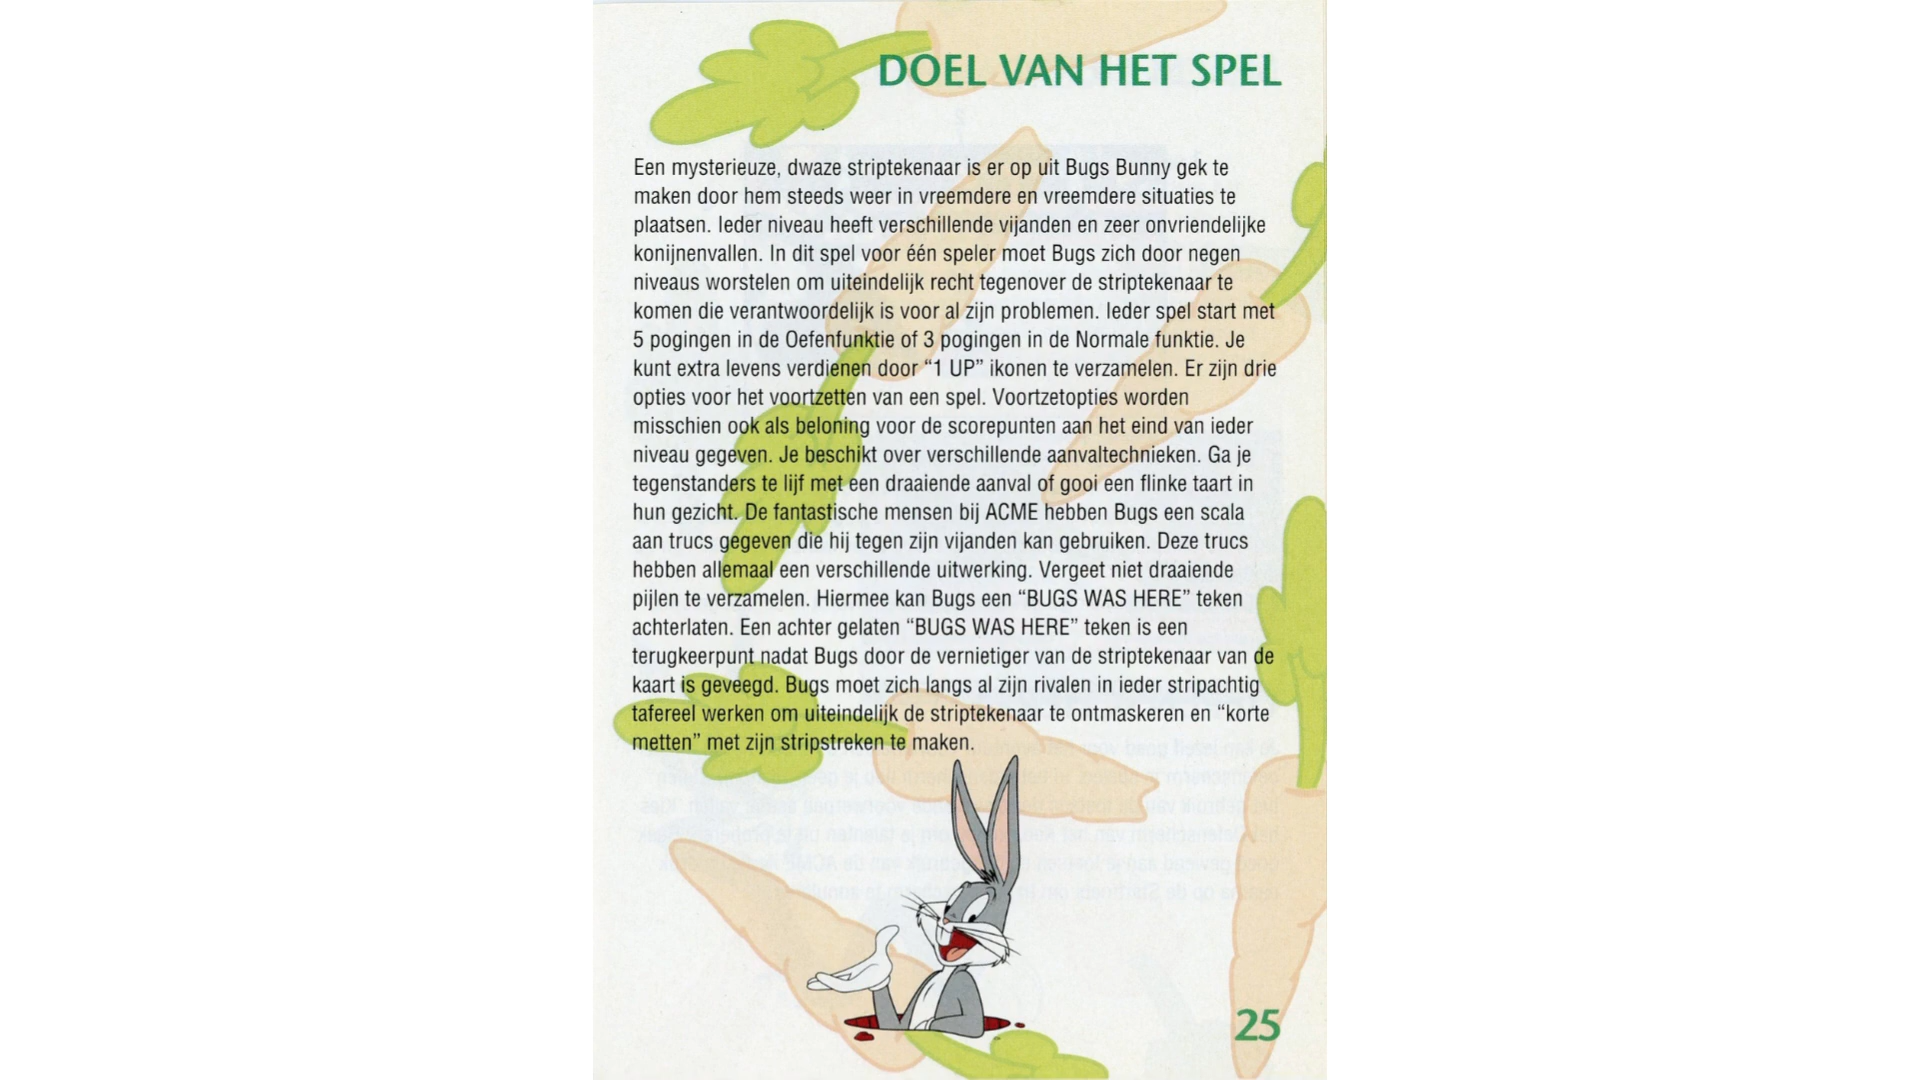 DOEL VAN HET SPEL
Een mysterieuze, dwaze striptekenaar is er op uit Bugs Bunny gek te
maken door hem steeds weer in vreemdere en vreemdere situaties te
plaatsen. Ieder niveau heeft verschillende vijanden en zeer onvriendelijke
konijnenvallen. In dit spel voor één speler moet Bugs zich door negen
niveaus worstelen om uiteindelijk recht tegenover de striptekenaar te
komen die verantwoordelijk is voor al zijn problemen. Ieder spel start met
5 pogingen in de Oefenfunktie of 3 pogingen in de Normale funktie. Je
kunt extra levens verdienen door “1 UP” ikonen te verzamelen. Er zijn drie
opties voor het voortzetten van een spel. Voortzetopties worden
misschien ook als beloning voor de scorepunten aan het eind van ieder
niveau gegeven. Je beschikt over verschillende aanvaltechnieken. Ga je
tegenstanders te lijf met een draaiende aanval of gooi een flinke taart in
hun gezicht. De fantastische mensen bij ACME hebben Bugs een scala
aan trucs gegeven die hij tegen zijn vijanden kan gebruiken. Deze trucs
hebben allemaal een verschillende uitwerking. Vergeet niet draaiende
pijlen te verzamelen. Hiermee kan Bugs een “BUGS WAS HERE” teken
achterlaten. Een achter gelaten “BUGS WAS HERE” teken is een
terugkeerpunt nadat Bugs door de vernietiger van de striptekenaar van de
kaart is geveegd. Bugs moet zich langs al zijn rivalen in ieder stripachtig
tafereel werken om uiteindelijk de striptekenaar te ontmaskeren en “korte
metten” met zijn stripstreken te maken.
25